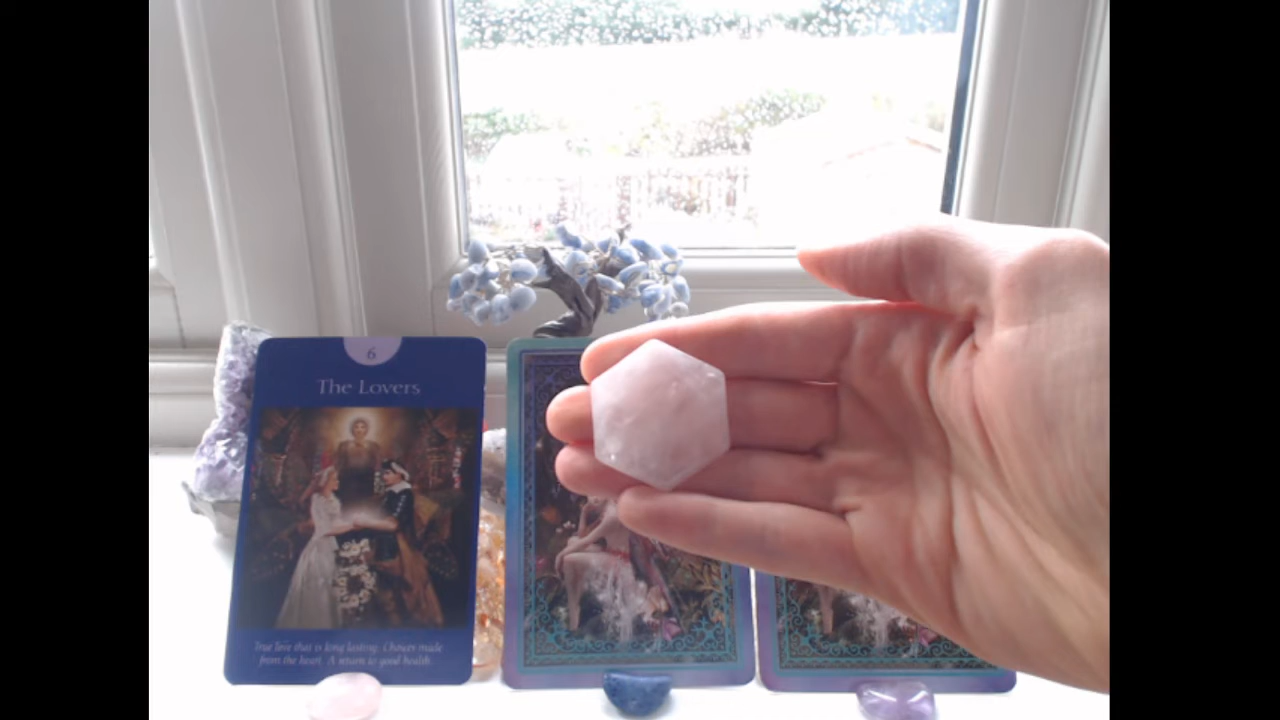 6
The Lovers
True love that is long lasting. Choices made
from the heart. A return to good health.